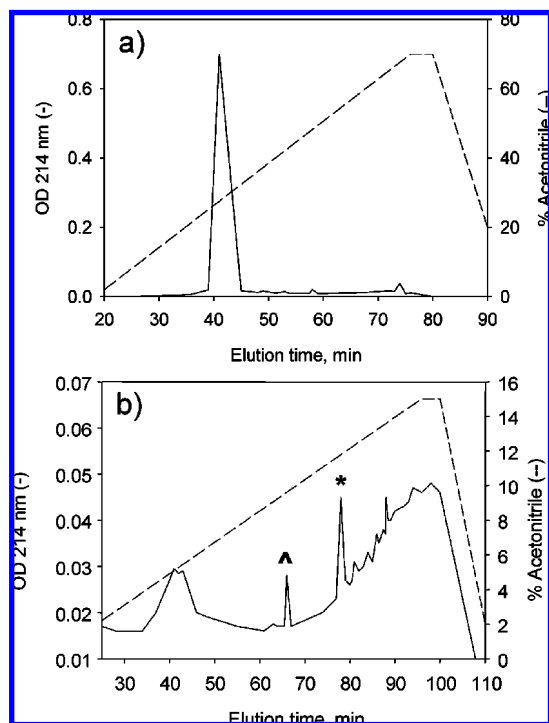 a)
OD 214 nm (-)
0.8
0.6
0.4
0.2
0.0
80
60
40
20
0
% Acetonitrile (--)
20 30 40 50 60 70 80 90
Elution time, min
b)
OD 214 nm (-)
0.07
0.06
0.05
0.04
0.03
0.02
0.01
^
*
16
14
12
10
8
6
4
2
0
% Acetonitrile (--)
30 40 50 60 70 80 90 100 110
Elution time, min